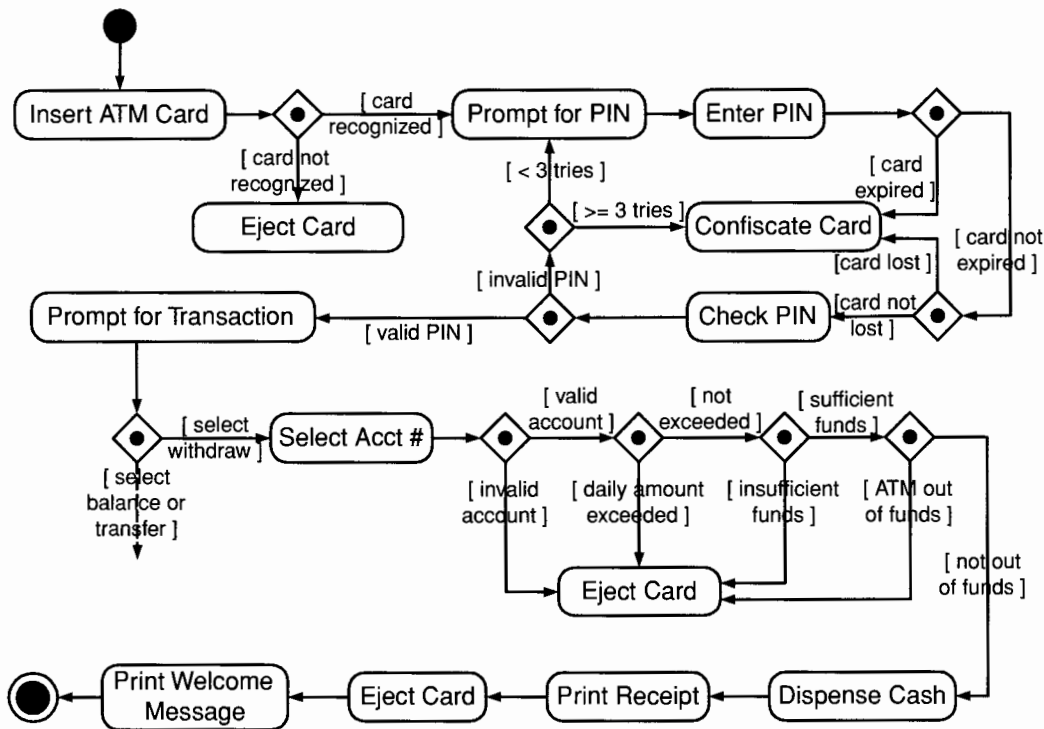 Insert ATM Card
[ card
recognized ]
Prompt for PIN
Enter PIN
[ card not
recognized ]
[ < 3 tries ]
[ card
expired ]
Eject Card
[ >= 3 tries ]
Confiscate Card
[ card not
expired ]
[card lost ]
[ invalid PIN ]
Prompt for Transaction
[ valid PIN ]
Check PIN
[card not
lost ]
[ select
withdraw ]
Select Acct #
[ valid
account ]
[ not
exceeded ]
[ sufficient
funds ]
[ select
balance or
transfer ]
[ invalid
account ]
[ daily amount
exceeded ]
[ insufficient
funds ]
[ ATM out
of funds ]
Eject Card
[ not out
of funds ]
Print Welcome
Message
Eject Card
Print Receipt
Dispense Cash